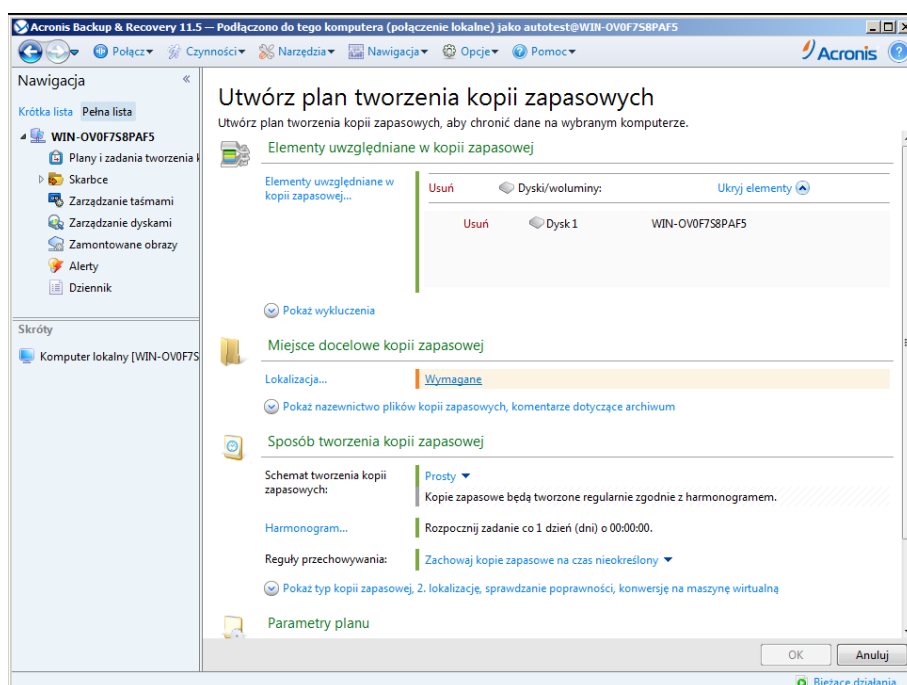 Acronis Backup & Recovery 11.5 — Podłączono do tego komputera (połączenie lokalne) jako autotest@WIN-OV0F7S8PAF5
Połącz Czynności Narzędzia Nawigacja Opcje Pomoc Acronis
Nawigacja
Krótka lista Pełna lista
WIN-OV0F7S8PAF5
Plany i zadania tworzenia
Skarbce
Zarządzanie taśmami
Zarządzanie dyskami
Zamontowane obrazy
Alerty
Dziennik
Skróty
Komputer lokalny [WIN-OV0F7S
Utwórz plan tworzenia kopii zapasowych
Utwórz plan tworzenia kopii zapasowych, aby chronić dane na wybranym komputerze.
Elementy uwzględniane w kopii zapasowej
Elementy uwzględniane w
kopii zapasowej...
Usuń Dyski/woluminy: Ukryj elementy
Usuń Dysk 1 WIN-OV0F7S8PAF5
Pokaż wykluczenia
Miejsce docelowe kopii zapasowej
Lokalizacja... Wymagane
Pokaż nazewnictwo plików kopii zapasowych, komentarze dotyczące archiwum
Sposób tworzenia kopii zapasowej
Schemat tworzenia kopii
zapasowych:
Prosty
Kopie zapasowe będą tworzone regularnie zgodnie z harmonogramem.
Harmonogram... Rozpocznij zadanie co 1 dzień (dni) o 00:00:00.
Reguły przechowywania: Zachowaj kopie zapasowe na czas nieokreślony
Pokaż typ kopii zapasowej, 2. lokalizację, sprawdzanie poprawności, konwersję na maszynę wirtualną
Parametry planu
OK Anuluj
Bieżące działania